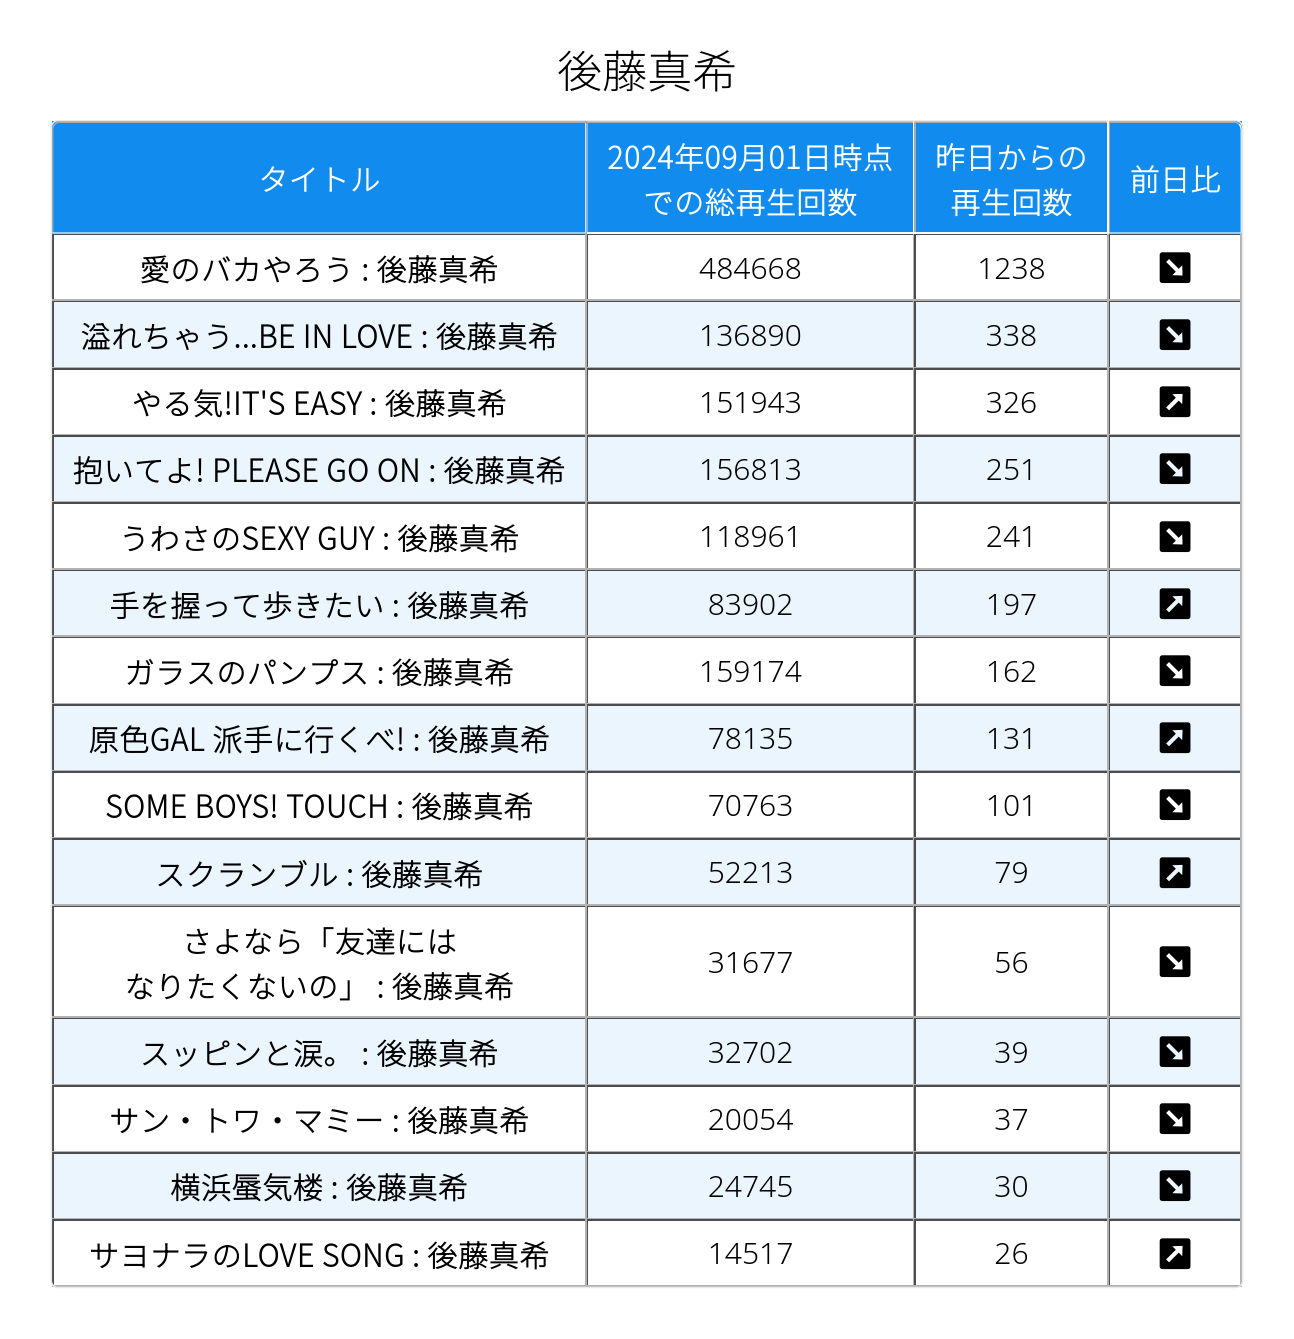 後藤真希
タイトル
2024年09月01日時点
での総再生回数
昨日からの
再生回数
前日比
愛のバカやろう : 後藤真希 484668 1238 ↘
溢れちゃう...BE IN LOVE : 後藤真希 136890 338 ↘
やる気!IT'S EASY : 後藤真希 151943 326 ↗
抱いてよ! PLEASE GO ON : 後藤真希 156813 251 ↘
うわさのSEXY GUY : 後藤真希 118961 241 ↘
手を握って歩きたい : 後藤真希 83902 197 ↗
ガラスのパンプス : 後藤真希 159174 162 ↘
原色GAL 派手に行くべ! : 後藤真希 78135 131 ↗
SOME BOYS! TOUCH : 後藤真希 70763 101 ↘
スクランブル : 後藤真希 52213 79 ↗
さよなら「友達には
なりたくないの」 : 後藤真希 31677 56 ↘
スッピンと涙。 : 後藤真希 32702 39 ↘
サン・トワ・マミー : 後藤真希 20054 37 ↘
横浜蜃気楼 : 後藤真希 24745 30 ↘
サヨナラのLOVE SONG : 後藤真希 14517 26 ↗